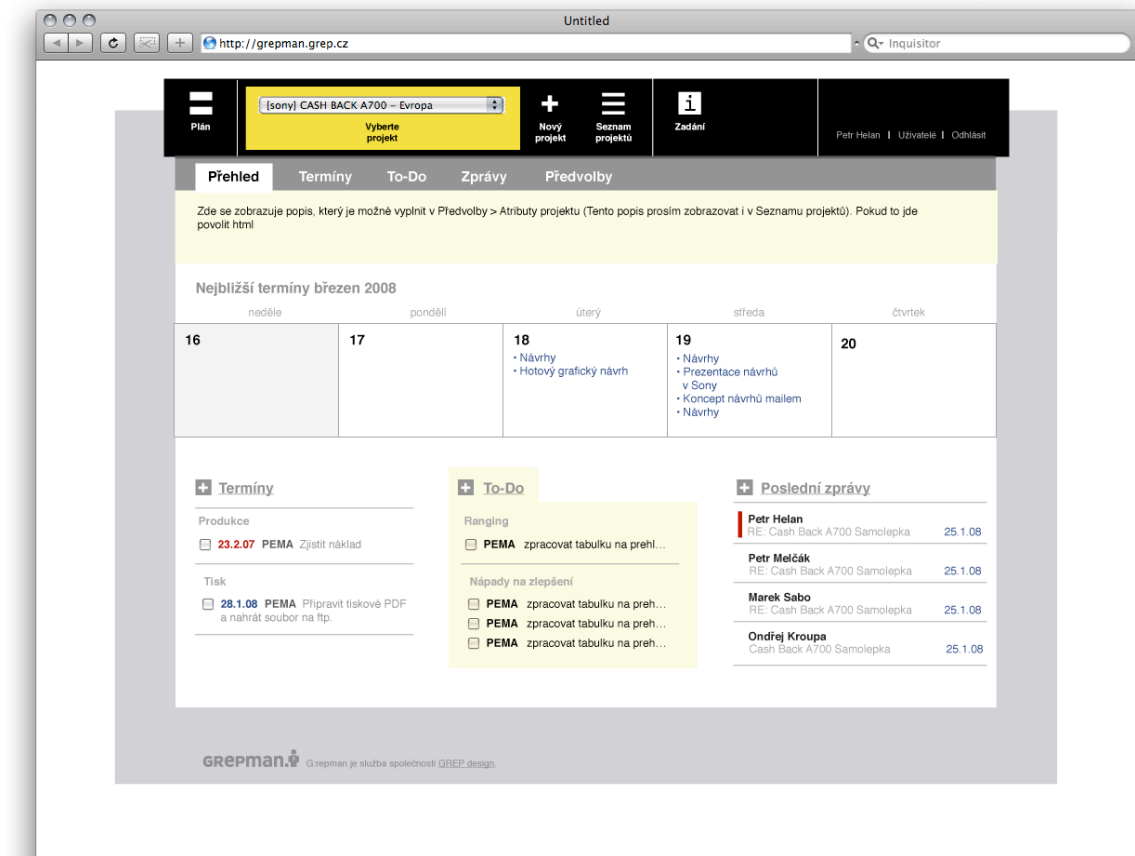 Untitled
http://grepman.grep.cz
Inquisitor
Plán
[sony] CASH BACK A700 – Evropa
Vyberte
projekt
Nový
projekt
Seznam
projektů
Zadání
Petr Helan I Uživatelé I Odhlásit
Přehled Termíny To-Do Zprávy Předvolby
Zde se zobrazuje popis, který je možné vyplnit v Předvolby > Atributy projektu (Tento popis prosím zobrazovat i v Seznamu projektů). Pokud to jde
povolit html
Nejbližší termíny březen 2008
neděle pondělí úterý středa čtvrtek
16
17
18
• Návrhy
• Hotový grafický návrh
19
• Návrhy
• Prezentace návrhů
v Sony
• Koncept návrhů mailem
• Návrhy
20
Termíny
Produkce
23.2.07 PEMA Zjistit náklad
Tisk
28.1.08 PEMA Připravit tiskové PDF
a nahrát soubor na ftp.
To-Do
Ranging
PEMA zpracovat tabulku na prehl...
Nápady na zlepšení
PEMA zpracovat tabulku na preh...
PEMA zpracovat tabulku na preh...
PEMA zpracovat tabulku na preh...
Poslední zprávy
Petr Helan
RE: Cash Back A700 Samolepka 25.1.08
Petr Melčák
RE: Cash Back A700 Samolepka 25.1.08
Marek Sabo
RE: Cash Back A700 Samolepka 25.1.08
Ondřej Kroupa
Cash Back A700 Samolepka 25.1.08
GREPman. G:repman je služba společnosti GREP design.